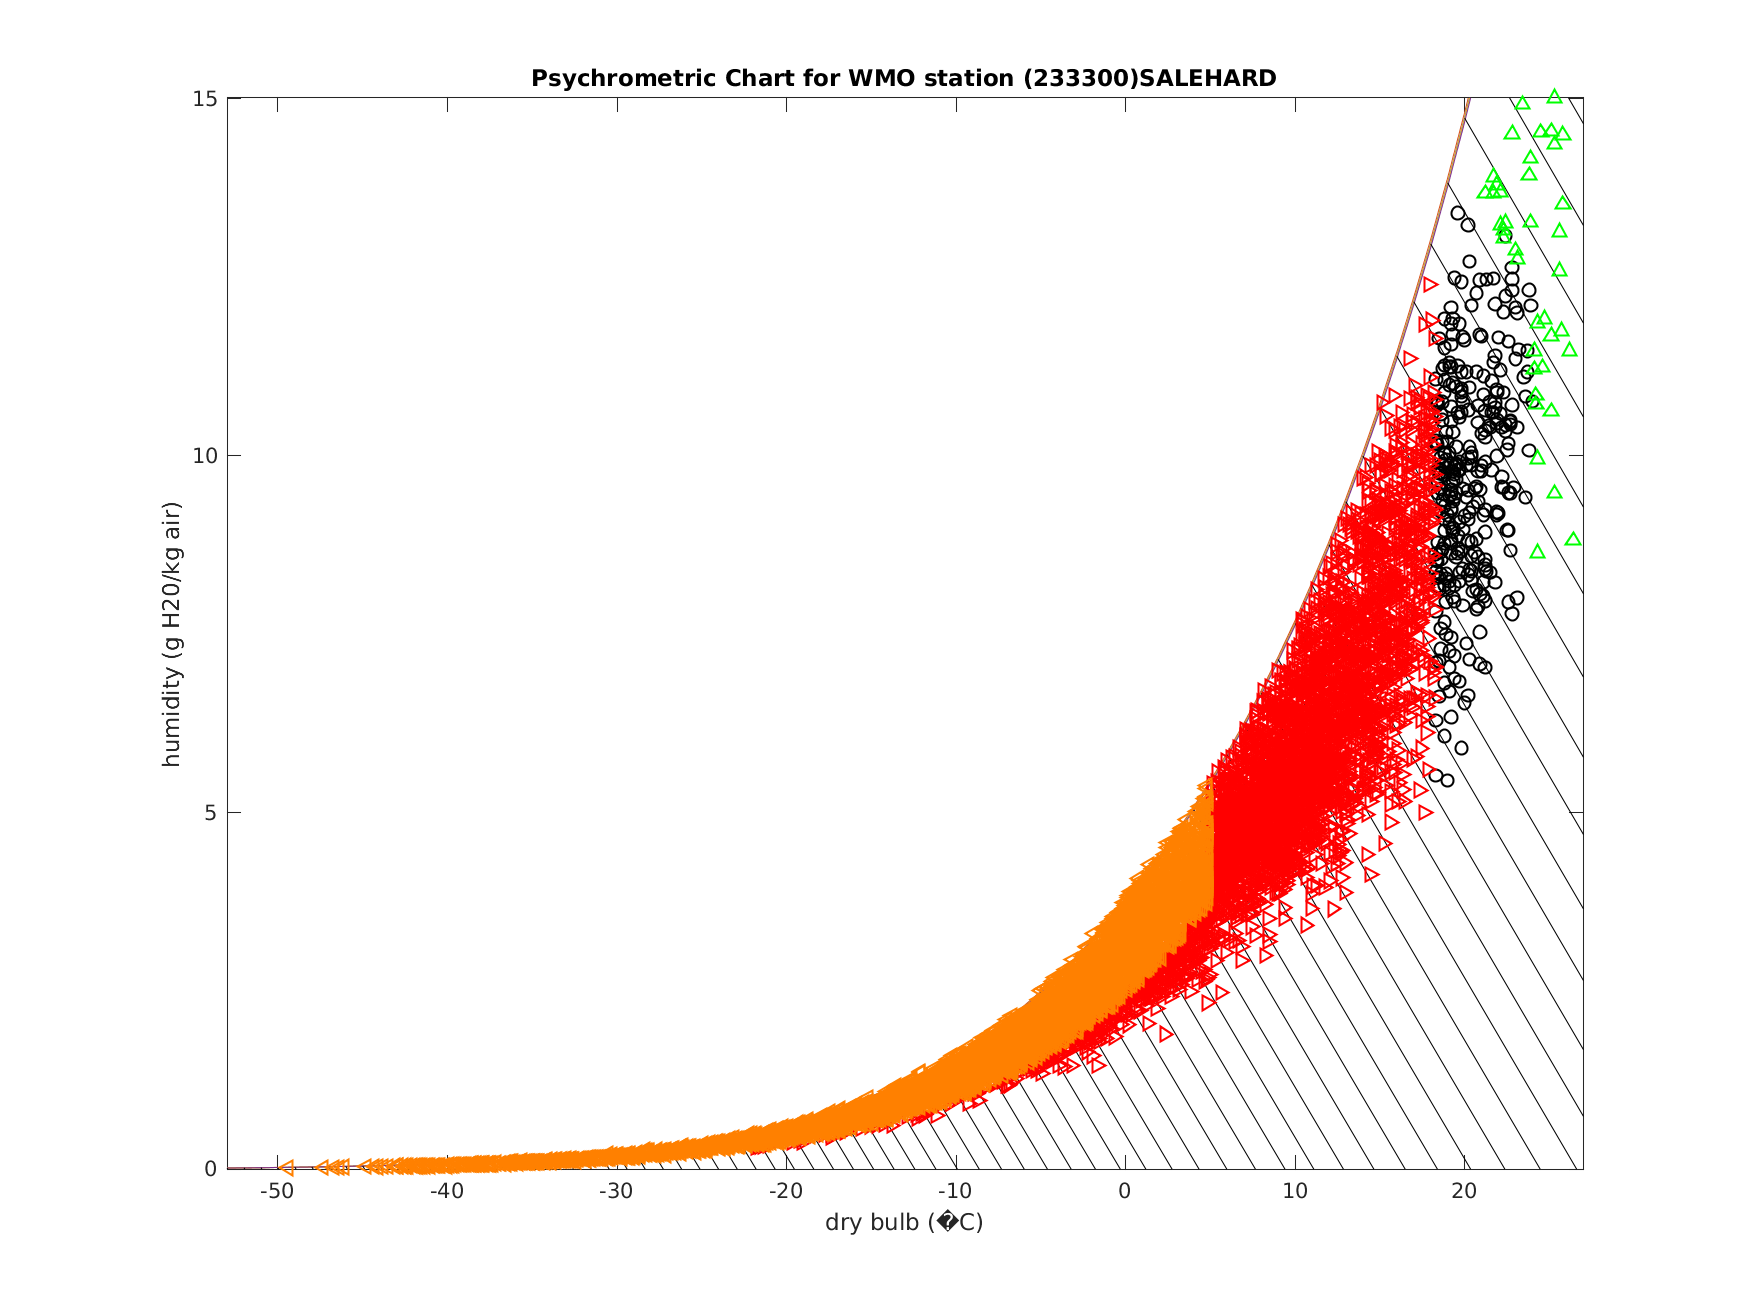 Psychrometric Chart for WMO station (233300)SALEHARD
15
10
5
0
humidity (g H20/kg air)
-50 -40 -30 -20 -10 0 10 20
dry bulb (�C)